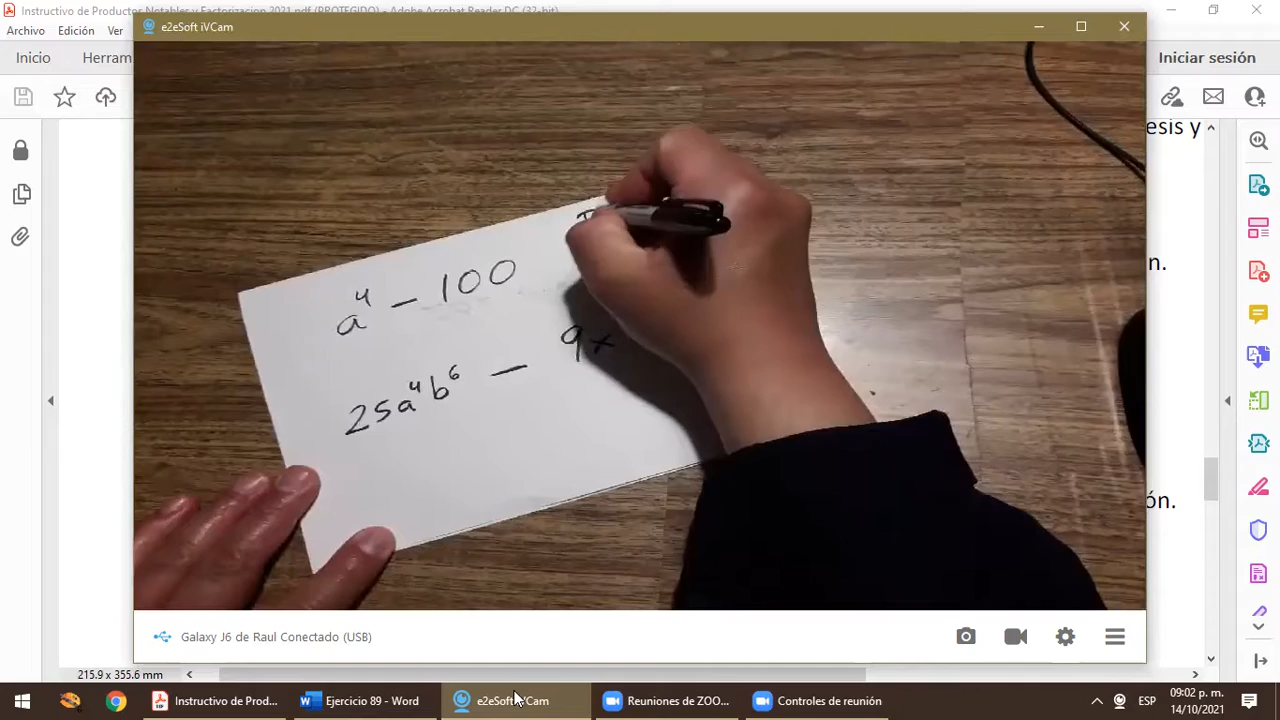 Instructivo de Productos Notables y Factorizacion 2021.pdf (PROTEGIDO) - Adobe Acrobat Reader DC (32-bit)
e2eSoft iVCam
Archivo Edición Ver
Inicio Herram
Iniciar sesión
esis y
n.
ón.
a⁴ − 100
25a⁴b⁶ − 9x
Galaxy J6 de Raul Conectado (USB)
215.9 x 355.6 mm
Instructivo de Prod...
Ejercicio 89 - Word
e2eSoft iVCam
Reuniones de ZOO...
Controles de reunión
ESP
09:02 p. m.
14/10/2021